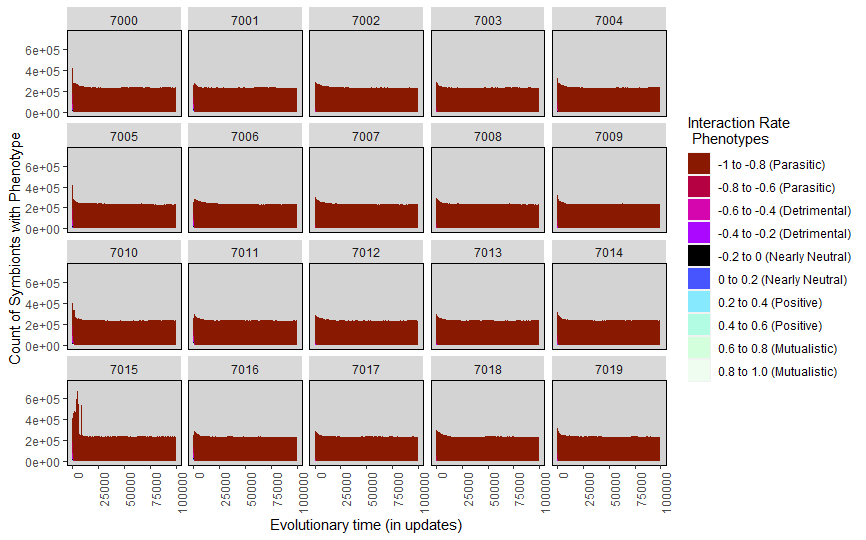 7000 7001 7002 7003 7004
6e+05
4e+05
2e+05
0e+00
7005 7006 7007 7008 7009
6e+05
4e+05
2e+05
0e+00
7010 7011 7012 7013 7014
6e+05
4e+05
2e+05
0e+00
7015 7016 7017 7018 7019
6e+05
4e+05
2e+05
0e+00
0 25000 50000 75000 100000 0 25000 50000 75000 100000 0 25000 50000 75000 100000 0 25000 50000 75000 100000 0 25000 50000 75000 100000
Evolutionary time (in updates)
Count of Symbionts with Phenotype
Interaction Rate
Phenotypes
-1 to -0.8 (Parasitic)
-0.8 to -0.6 (Parasitic)
-0.6 to -0.4 (Detrimental)
-0.4 to -0.2 (Detrimental)
-0.2 to 0 (Nearly Neutral)
0 to 0.2 (Nearly Neutral)
0.2 to 0.4 (Positive)
0.4 to 0.6 (Positive)
0.6 to 0.8 (Mutualistic)
0.8 to 1.0 (Mutualistic)